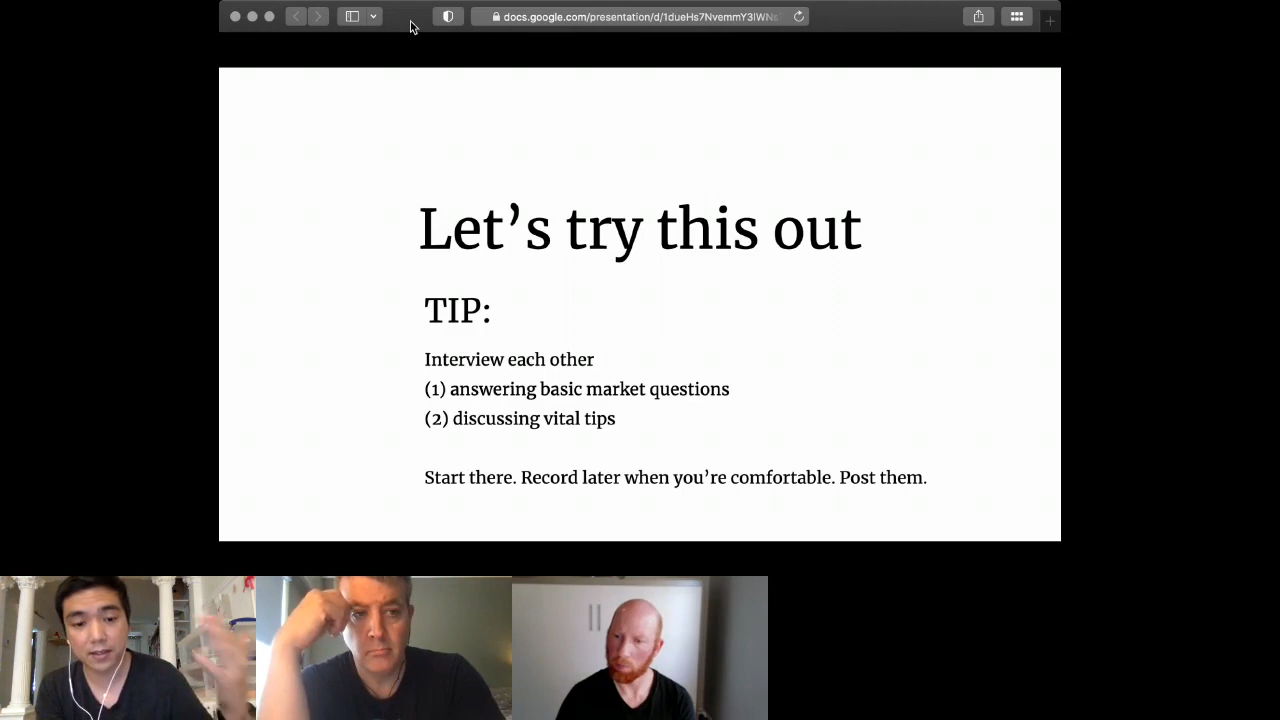 docs.google.com/presentation/d/1dueHs7NvemmY3IWNs
Let's try this out
TIP:
Interview each other
(1) answering basic market questions
(2) discussing vital tips
Start there. Record later when you're comfortable. Post them.